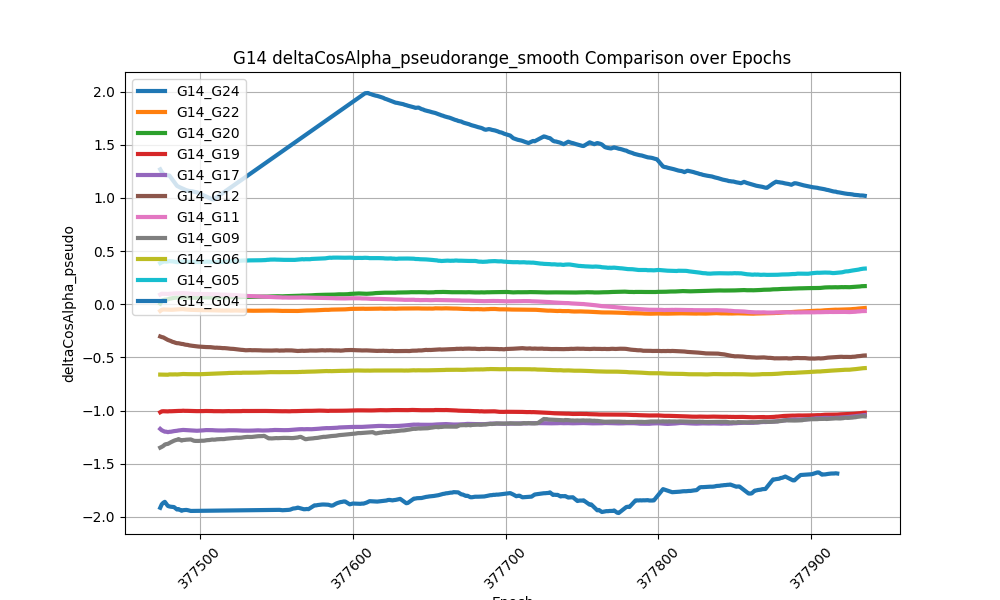 G14 deltaCosAlpha_pseudorange_smooth Comparison over Epochs
deltaCosAlpha_pseudo
2.0
1.5
1.0
0.5
0.0
−0.5
−1.0
−1.5
−2.0
G14_G24
G14_G22
G14_G20
G14_G19
G14_G17
G14_G12
G14_G11
G14_G09
G14_G06
G14_G05
G14_G04
377500
377600
377700
377800
377900
Epoch